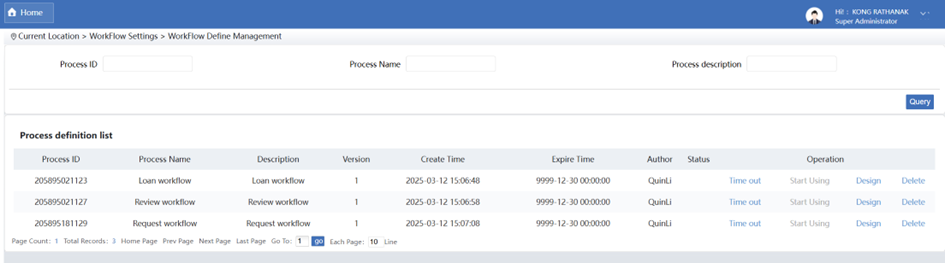 Home
Hi! : KONG RATHANAK
Super Administrator
Current Location > WorkFlow Settings > WorkFlow Define Management
Process ID Process Name Process description
Query
Process definition list
Process ID Process Name Description Version Create Time Expire Time Author Status Operation
205895021123 Loan workflow Loan workflow 1 2025-03-12 15:06:48 9999-12-30 00:00:00 QuinLi Time out Start Using Design Delete
205895021127 Review workflow Review workflow 1 2025-03-12 15:06:58 9999-12-30 00:00:00 QuinLi Time out Start Using Design Delete
205895181129 Request workflow Request workflow 1 2025-03-12 15:07:08 9999-12-30 00:00:00 QuinLi Time out Start Using Design Delete
Page Count: 1 Total Records: 3 Home Page Prev Page Next Page Last Page Go To: 1 go Each Page: 10 Line